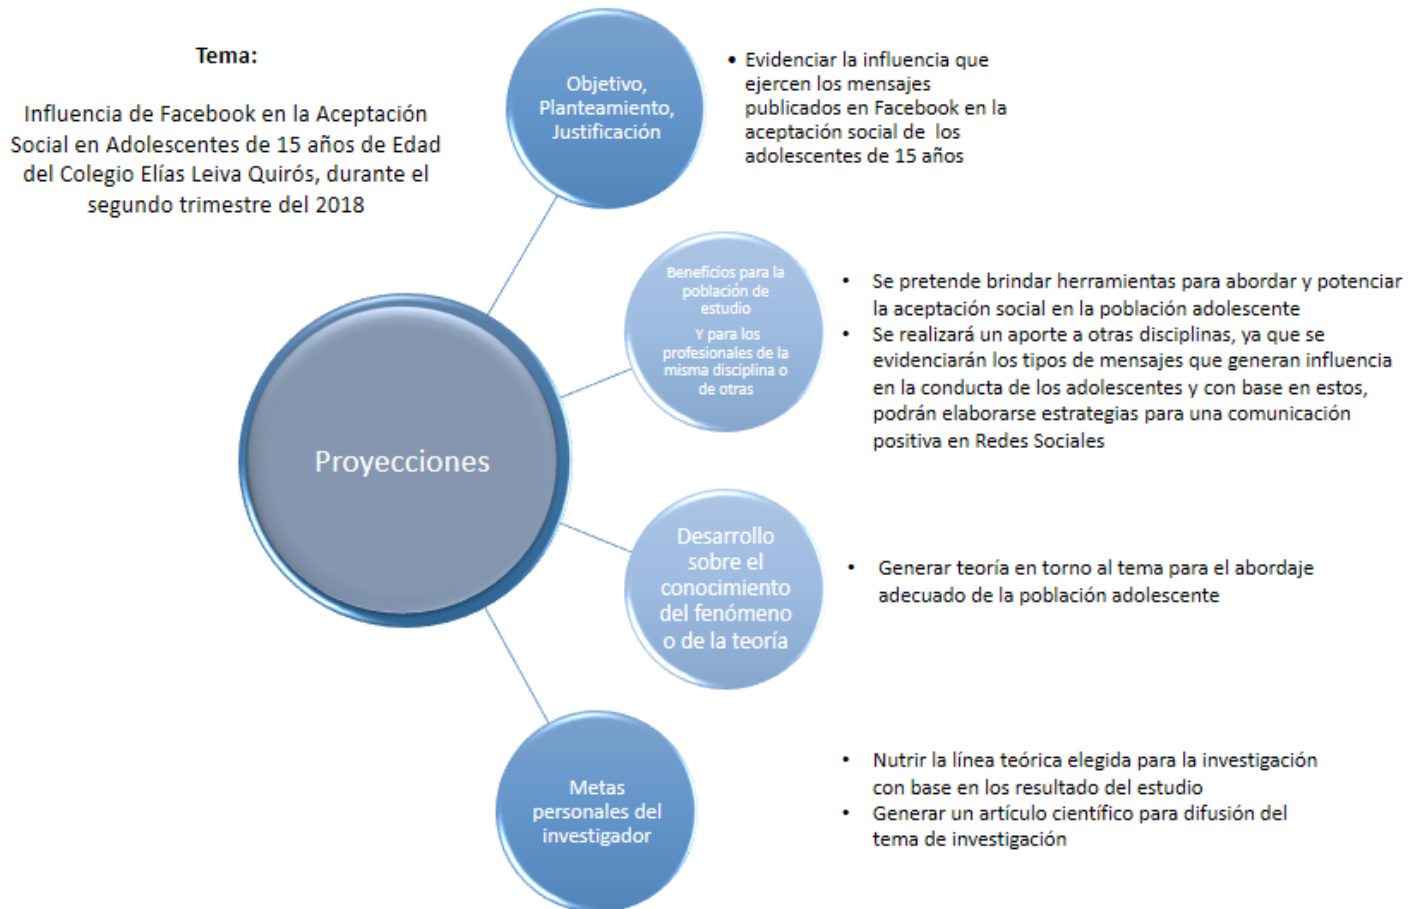 Tema:
Influencia de Facebook en la Aceptación
Social en Adolescentes de 15 años de Edad
del Colegio Elías Leiva Quirós, durante el
segundo trimestre del 2018
Objetivo,
Planteamiento,
Justificación
• Evidenciar la influencia que
ejercen los mensajes
publicados en Facebook en la
aceptación social de los
adolescentes de 15 años
Proyecciones
Beneficios para la
población de
estudio
Y para los
profesionales de la
misma disciplina o
de otras
• Se pretende brindar herramientas para abordar y potenciar
la aceptación social en la población adolescente
• Se realizará un aporte a otras disciplinas, ya que se
evidenciarán los tipos de mensajes que generan influencia
en la conducta de los adolescentes y con base en estos,
podrán elaborarse estrategias para una comunicación
positiva en Redes Sociales
Desarrollo
sobre el
conocimiento
del fenómeno
o de la teoría
• Generar teoría en torno al tema para el abordaje
adecuado de la población adolescente
Metas
personales del
investigador
• Nutrir la línea teórica elegida para la investigación
con base en los resultado del estudio
• Generar un artículo científico para difusión del
tema de investigación